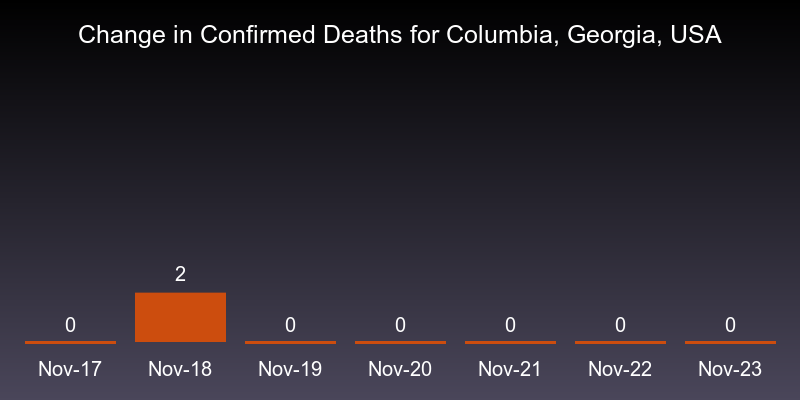 Change in Confirmed Deaths for Columbia, Georgia, USA
0 2 0 0 0 0 0
Nov-17 Nov-18 Nov-19 Nov-20 Nov-21 Nov-22 Nov-23